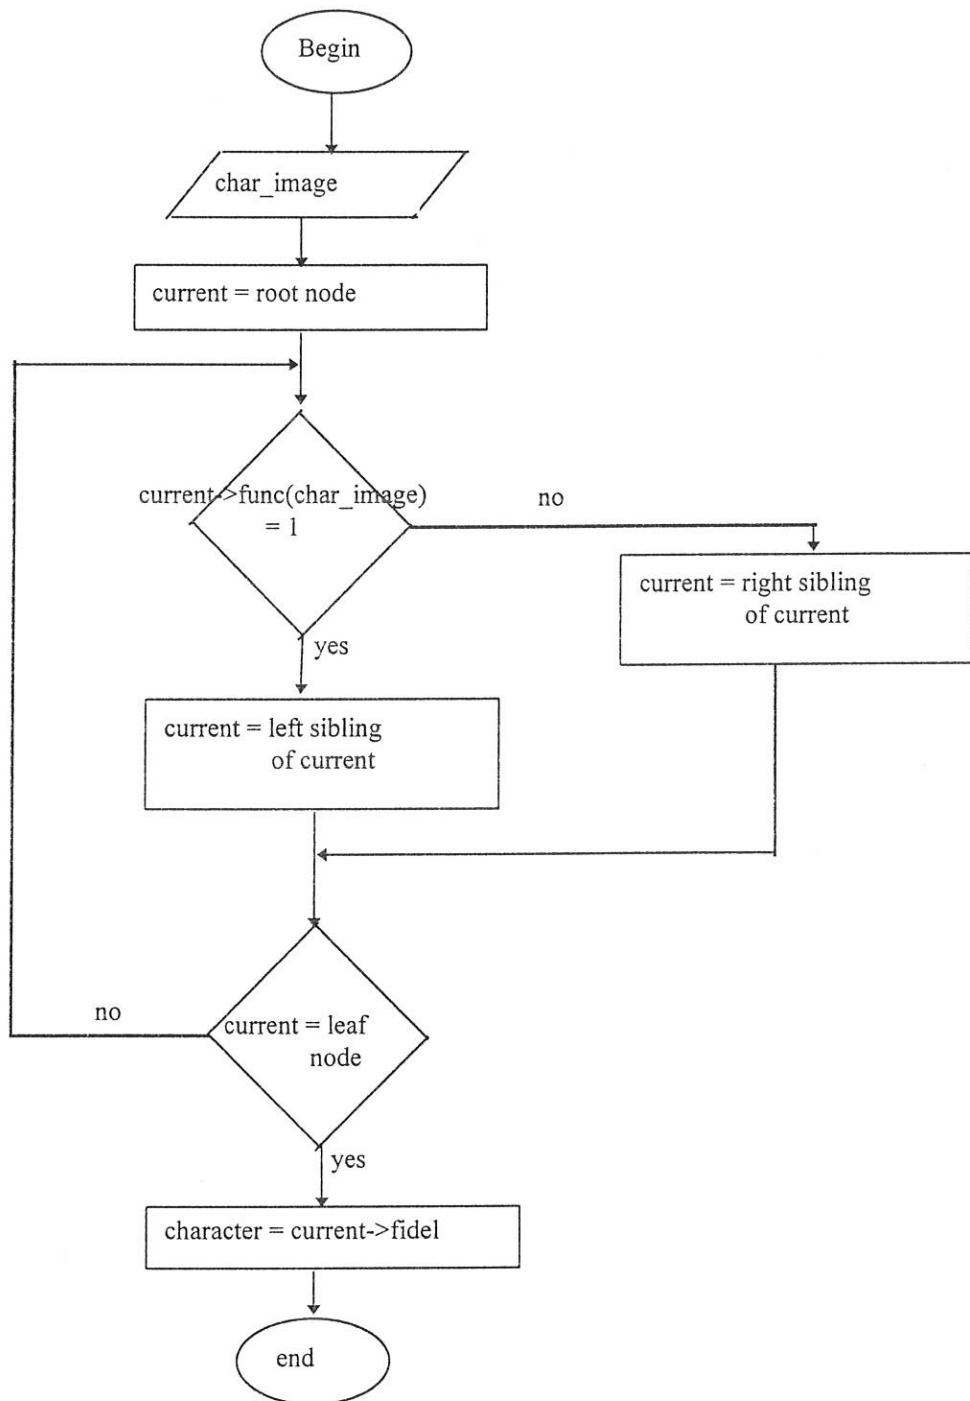 Begin
char_image
current = root node
current->func(char_image)
= 1
no
current = right sibling
of current
yes
current = left sibling
of current
no
current = leaf
node
yes
character = current->fidel
end